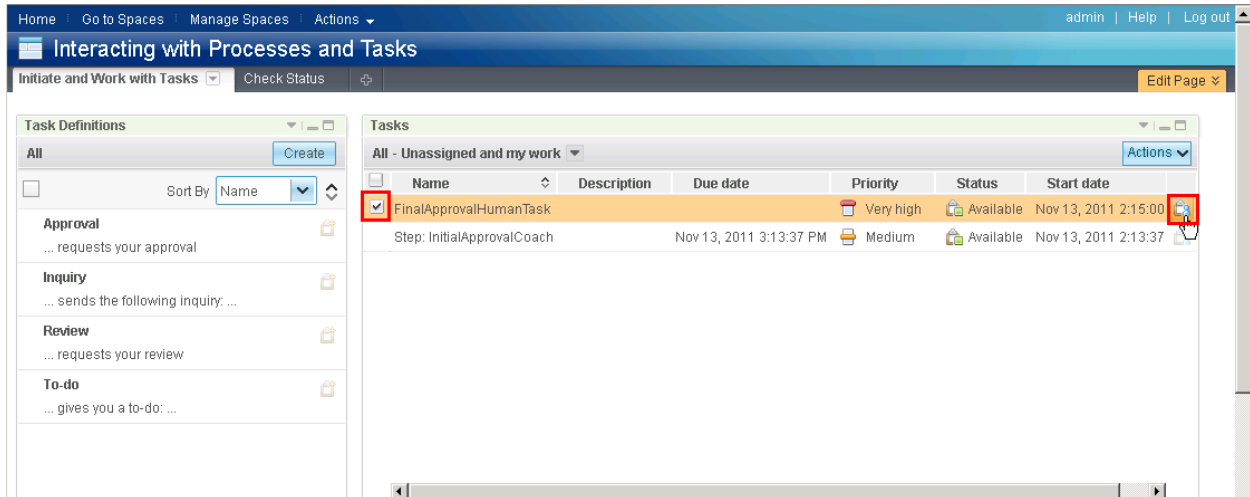 Home Go to Spaces Manage Spaces Actions admin | Help | Log out
Interacting with Processes and Tasks
Initiate and Work with Tasks Check Status Edit Page
Task Definitions
All Create
Sort By Name
Approval
... requests your approval
Inquiry
... sends the following inquiry: ...
Review
... requests your review
To-do
... gives you a to-do: ...
Tasks
All - Unassigned and my work Actions
Name Description Due date Priority Status Start date
FinalApprovalHumanTask Very high Available Nov 13, 2011 2:15:00
Step: InitialApprovalCoach Nov 13, 2011 3:13:37 PM Medium Available Nov 13, 2011 2:13:37